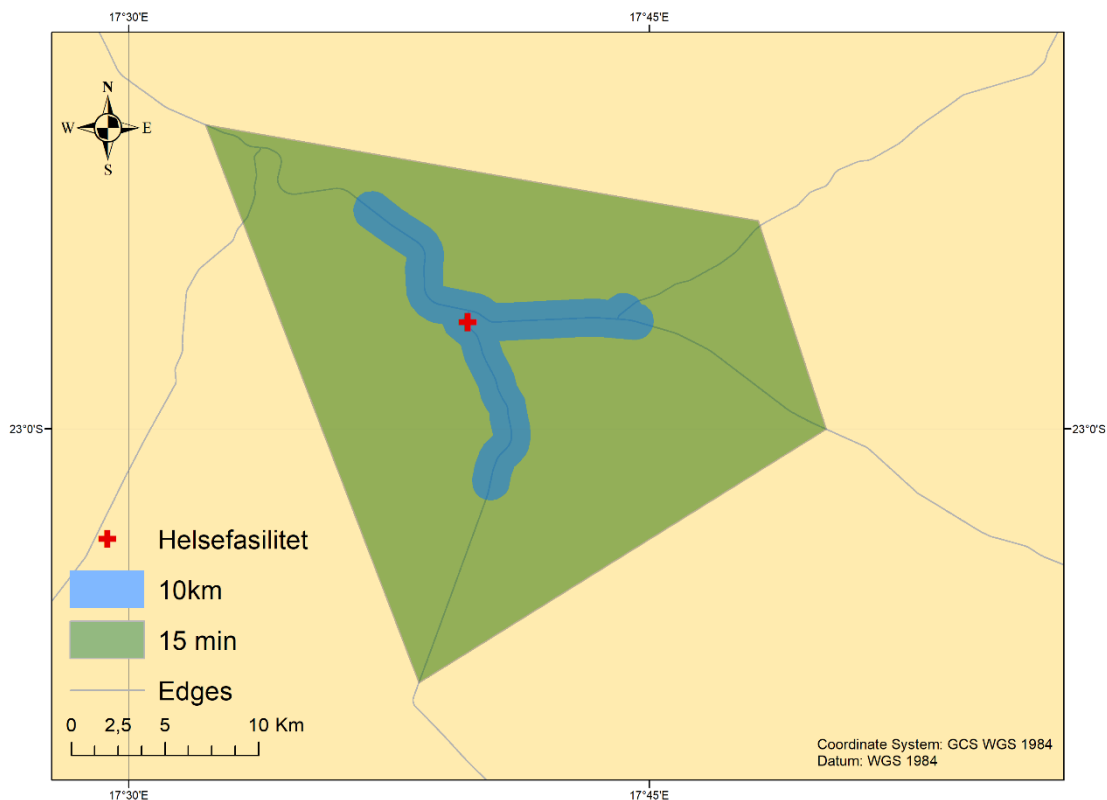 17°30'E 17°45'E
N
W E
S
23°0'S 23°0'S
Helsefasilitet
10km
15 min
Edges
0 2,5 5 10 Km
Coordinate System: GCS WGS 1984
Datum: WGS 1984
17°30'E 17°45'E